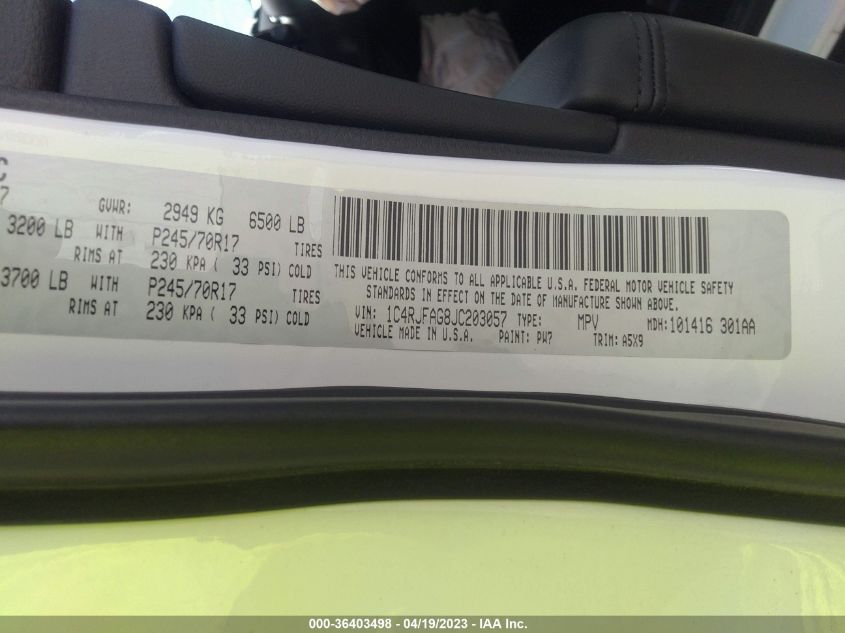 C
7
GVWR: 2949 KG 6500 LB
3200 LB WITH P245/70R17 TIRES
RIMS AT 230 KPA ( 33 PSI) COLD
3700 LB WITH P245/70R17 TIRES
RIMS AT 230 KPA ( 33 PSI) COLD
THIS VEHICLE CONFORMS TO ALL APPLICABLE U.S.A. FEDERAL MOTOR VEHICLE SAFETY
STANDARDS IN EFFECT ON THE DATE OF MANUFACTURE SHOWN ABOVE.
VIN: 1C4RJFAG8JC203057 TYPE: MPV MDH: 101416 301AA
VEHICLE MADE IN U.S.A. PAINT: PW7 TRIM: A5X9
000-36403498 - 04/19/2023 - IAA Inc.